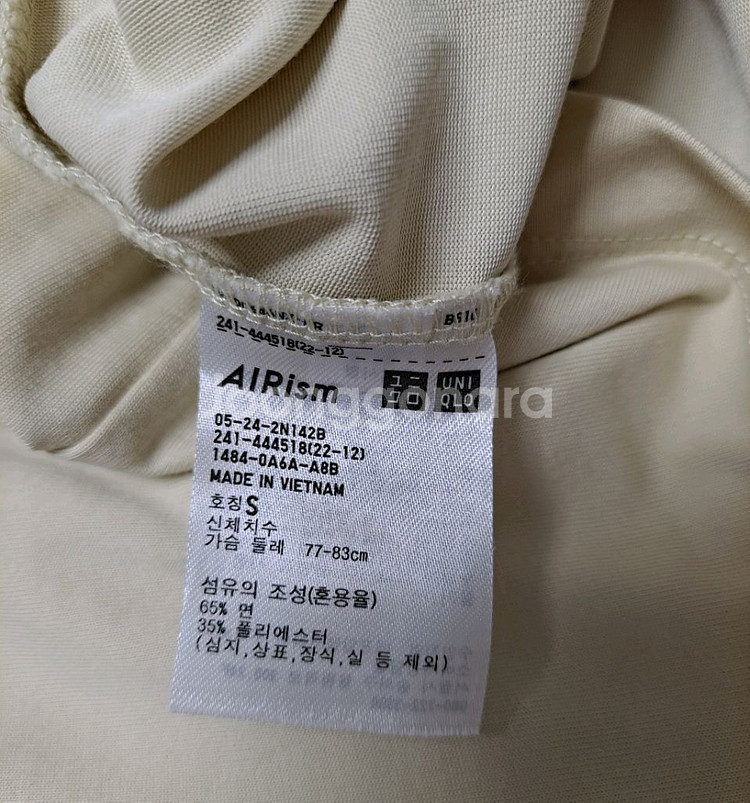 BS10
241-444518(22-12)
AIRism ユニクロ UNIQLO
joonggonara
05-24-2N142B
241-444518(22-12)
1484-0A6A-A8B
MADE IN VIETNAM
호칭S
신체치수
가슴 둘레 77-83cm
섬유의 조성(혼용율)
65% 면
35% 폴리에스터
(심지,상표,장식,실 등 제외)